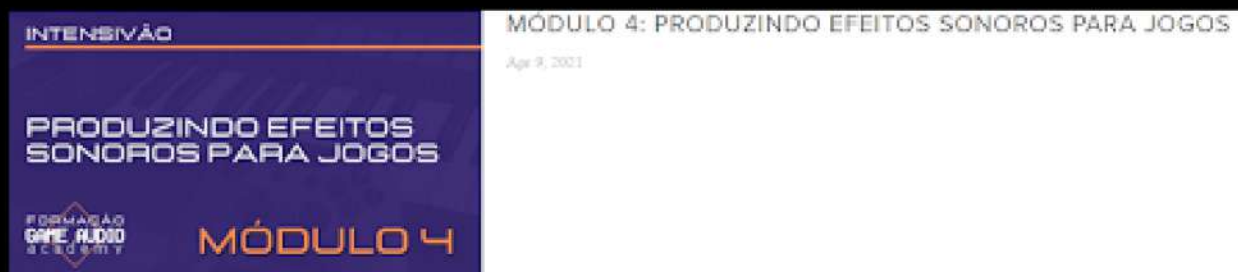 INTENSIVÃO
PRODUZINDO EFEITOS
SONOROS PARA JOGOS
FORMAÇÃO
GAME AUDIO
academy
MÓDULO 4
MÓDULO 4: PRODUZINDO EFEITOS SONOROS PARA JOGOS
Apr 9, 2021